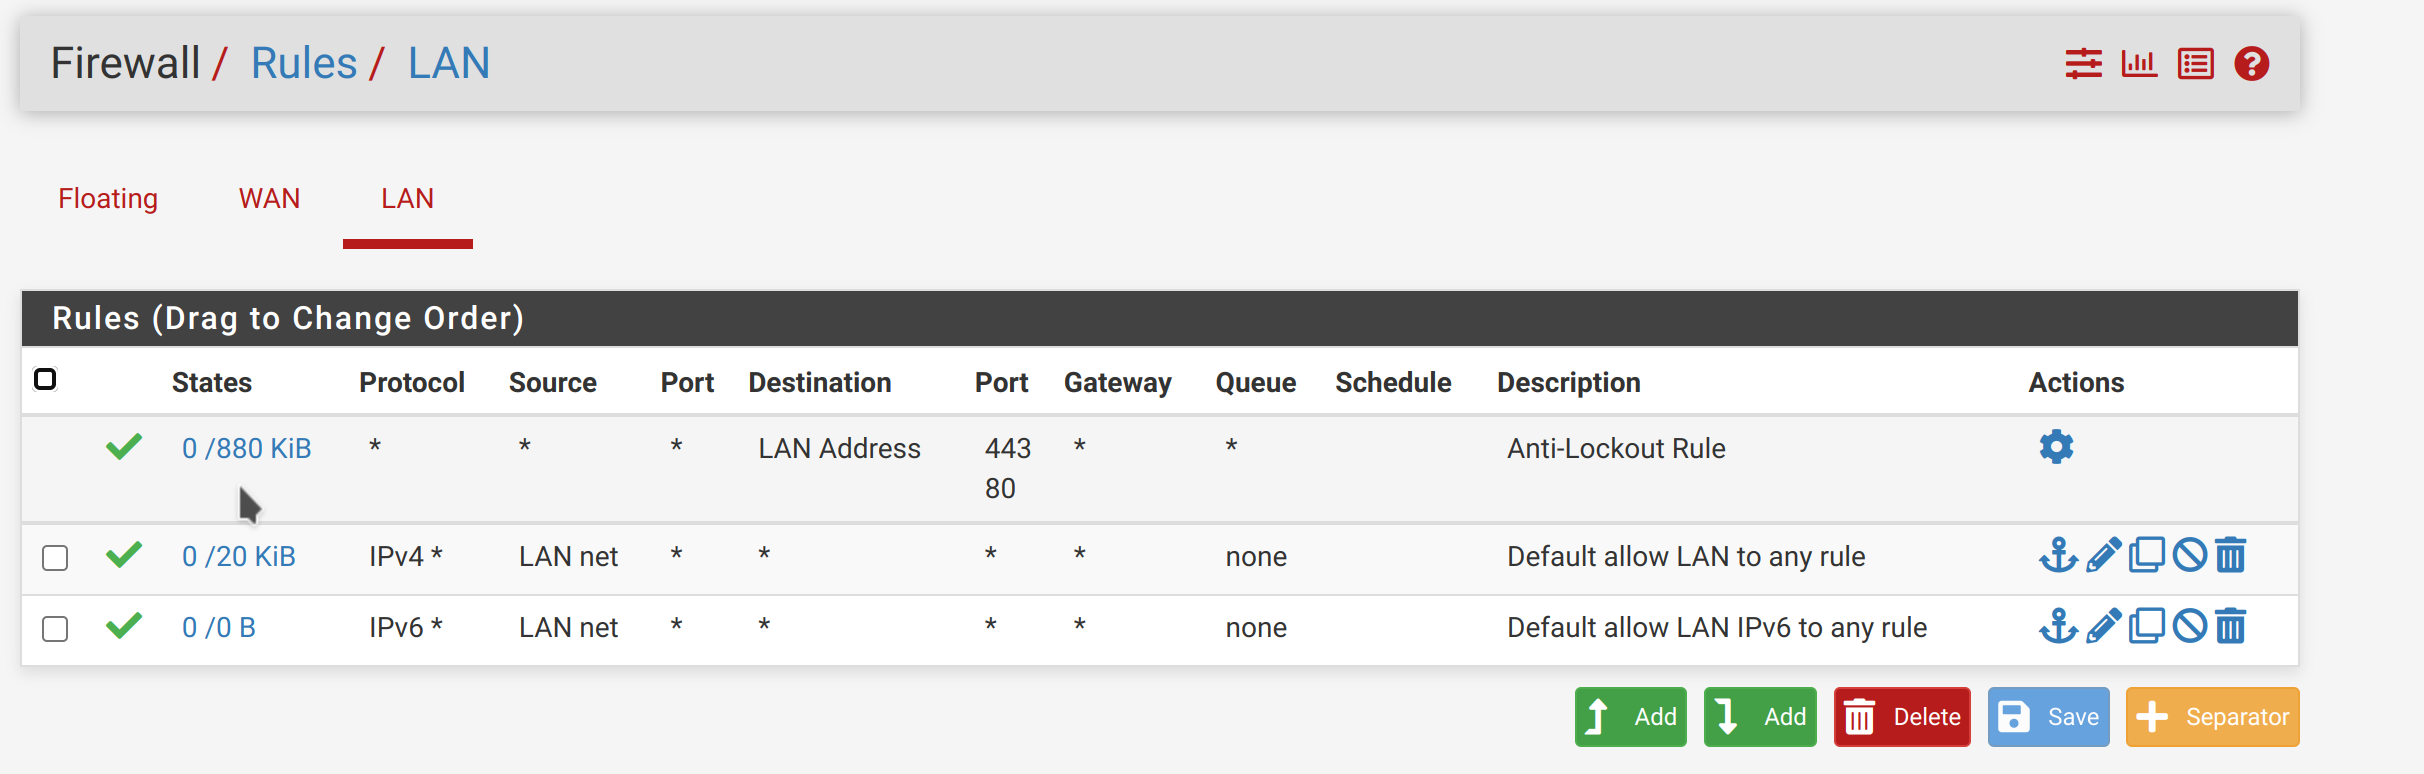 Firewall / Rules / LAN
Floating WAN LAN
Rules (Drag to Change Order)
States Protocol Source Port Destination Port Gateway Queue Schedule Description Actions
0 /880 KiB * * * LAN Address 443 * * Anti-Lockout Rule
80
0 /20 KiB IPv4 * LAN net * * * * none Default allow LAN to any rule
0 /0 B IPv6 * LAN net * * * * none Default allow LAN IPv6 to any rule
Add Add Delete Save Separator